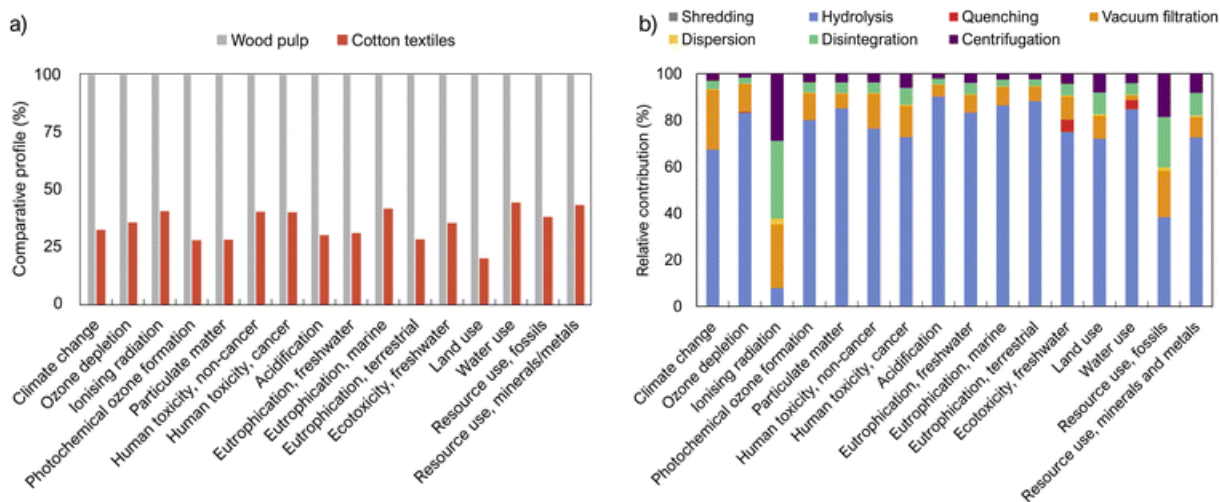 a)
Wood pulp Cotton textiles
Comparative profile (%)
100
75
50
25
0
Climate change
Ozone depletion
Ionising radiation
Photochemical ozone formation
Particulate matter
Human toxicity, non-cancer
Human toxicity, cancer
Acidification
Eutrophication, freshwater
Eutrophication, marine
Eutrophication, terrestrial
Ecotoxicity, freshwater
Land use
Water use
Resource use, fossils
Resource use, minerals/metals
b)
Shredding Hydrolysis Quenching Vacuum filtration
Dispersion Disintegration Centrifugation
Relative contribution (%)
100
80
60
40
20
0
Climate change
Ozone depletion
Ionising radiation
Photochemical ozone formation
Particulate matter
Human toxicity, non-cancer
Human toxicity, cancer
Acidification
Eutrophication, freshwater
Eutrophication, marine
Eutrophication, terrestrial
Ecotoxicity, freshwater
Land use
Water use
Resource use, fossils
Resource use, minerals and metals